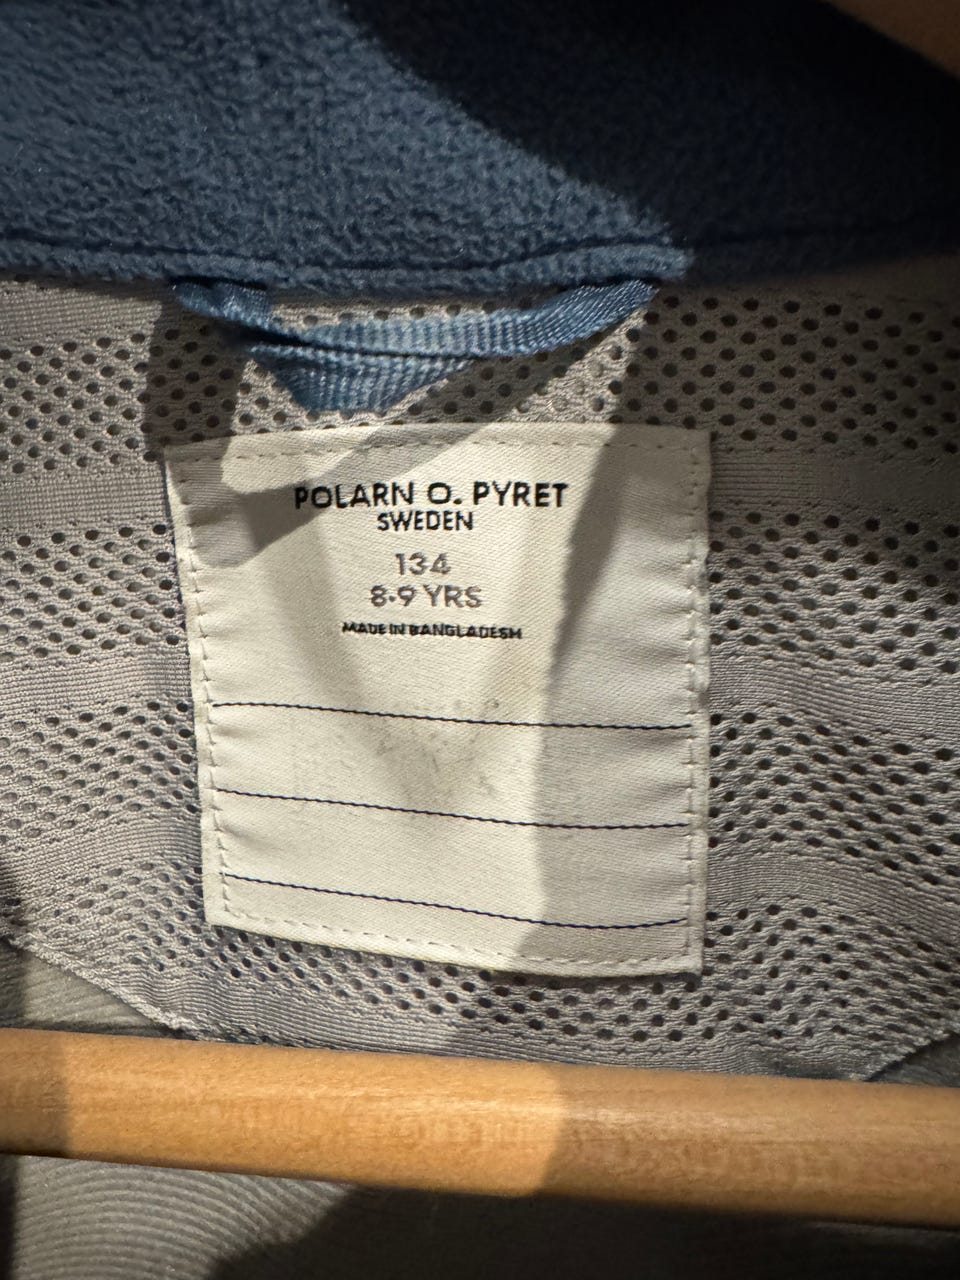 POLARN O. PYRET
SWEDEN
134
8-9 YRS
MADE IN BANGLADESH